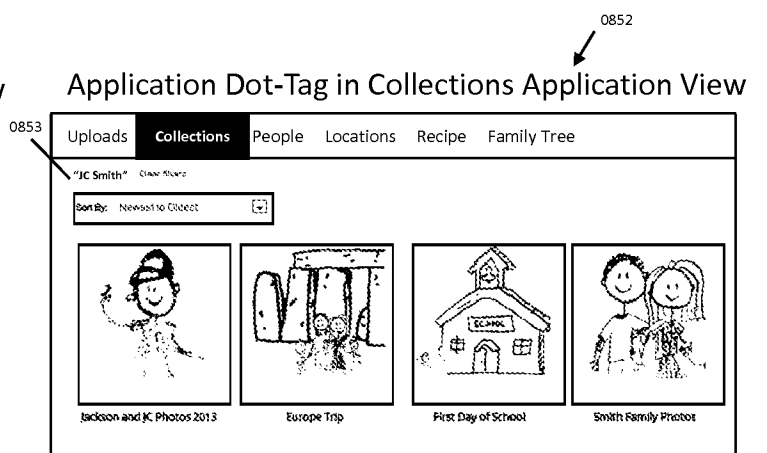 0852
Application Dot-Tag in Collections Application View
0853
Uploads Collections People Locations Recipe Family Tree
"JC Smith"
Sort By: Newest to Oldest
SCHOOL
Jackson and JC Photos 2013 Europe Trip First Day of School Smith Family Photos